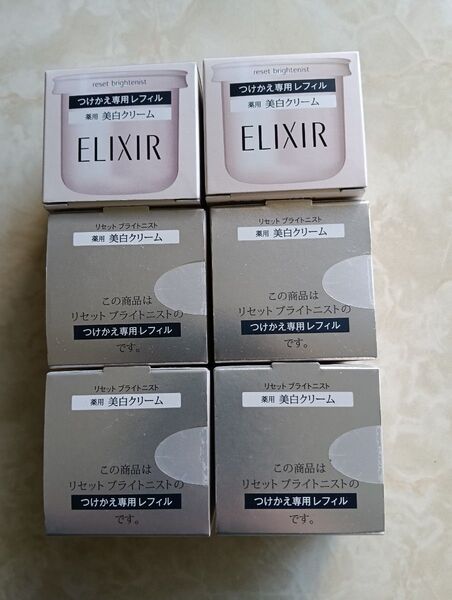 reset brightenist
つけかえ専用レフィル
薬用 美白クリーム
ELIXIR
reset brightenist
つけかえ専用レフィル
薬用 美白クリーム
ELIXIR
リセット ブライトニスト
薬用 美白クリーム
この商品は
リセット ブライトニストの
つけかえ専用レフィル
です。
リセット ブライトニスト
薬用 美白クリーム
この商品は
リセット ブライトニストの
つけかえ専用レフィル
です。
リセット ブライトニスト
薬用 美白クリーム
この商品は
リセット ブライトニストの
つけかえ専用レフィル
です。
リセット ブライトニスト
薬用 美白クリーム
この商品は
リセット ブライトニストの
つけかえ専用レフィル
です。